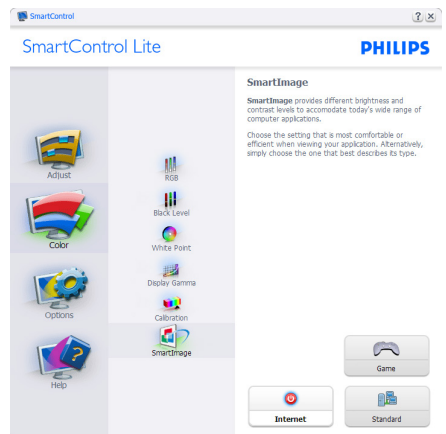 SmartControl
SmartControl Lite
PHILIPS
Adjust
Color
Options
Help
RGB
Black Level
White Point
Display Gamma
Calibration
SmartImage
SmartImage
SmartImage provides different brightness and
contrast levels to accomodate today's wide range of
computer applications.
Choose the setting that is most comfortable or
efficient when viewing your application. Alternatively,
simply choose the one that best describes its type.
Game
Internet
Standard